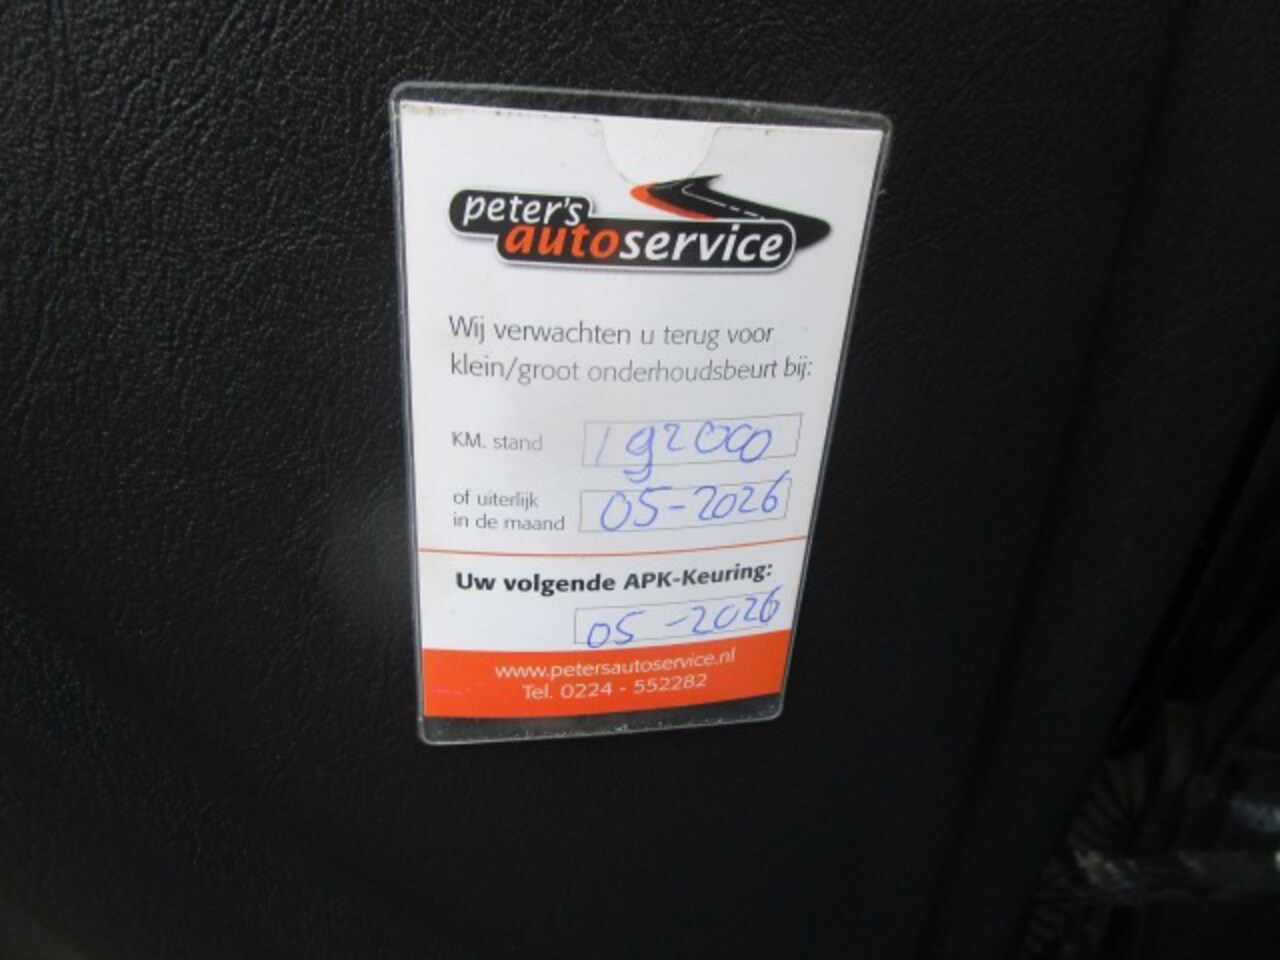 peter's
autoservice
Wij verwachten u terug voor
klein/groot onderhoudsbeurt bij:
KM. stand 192000
of uiterlijk
in de maand 05-2026
Uw volgende APK-Keuring:
05-2026
www.petersautoservice.nl
Tel. 0224 - 552282